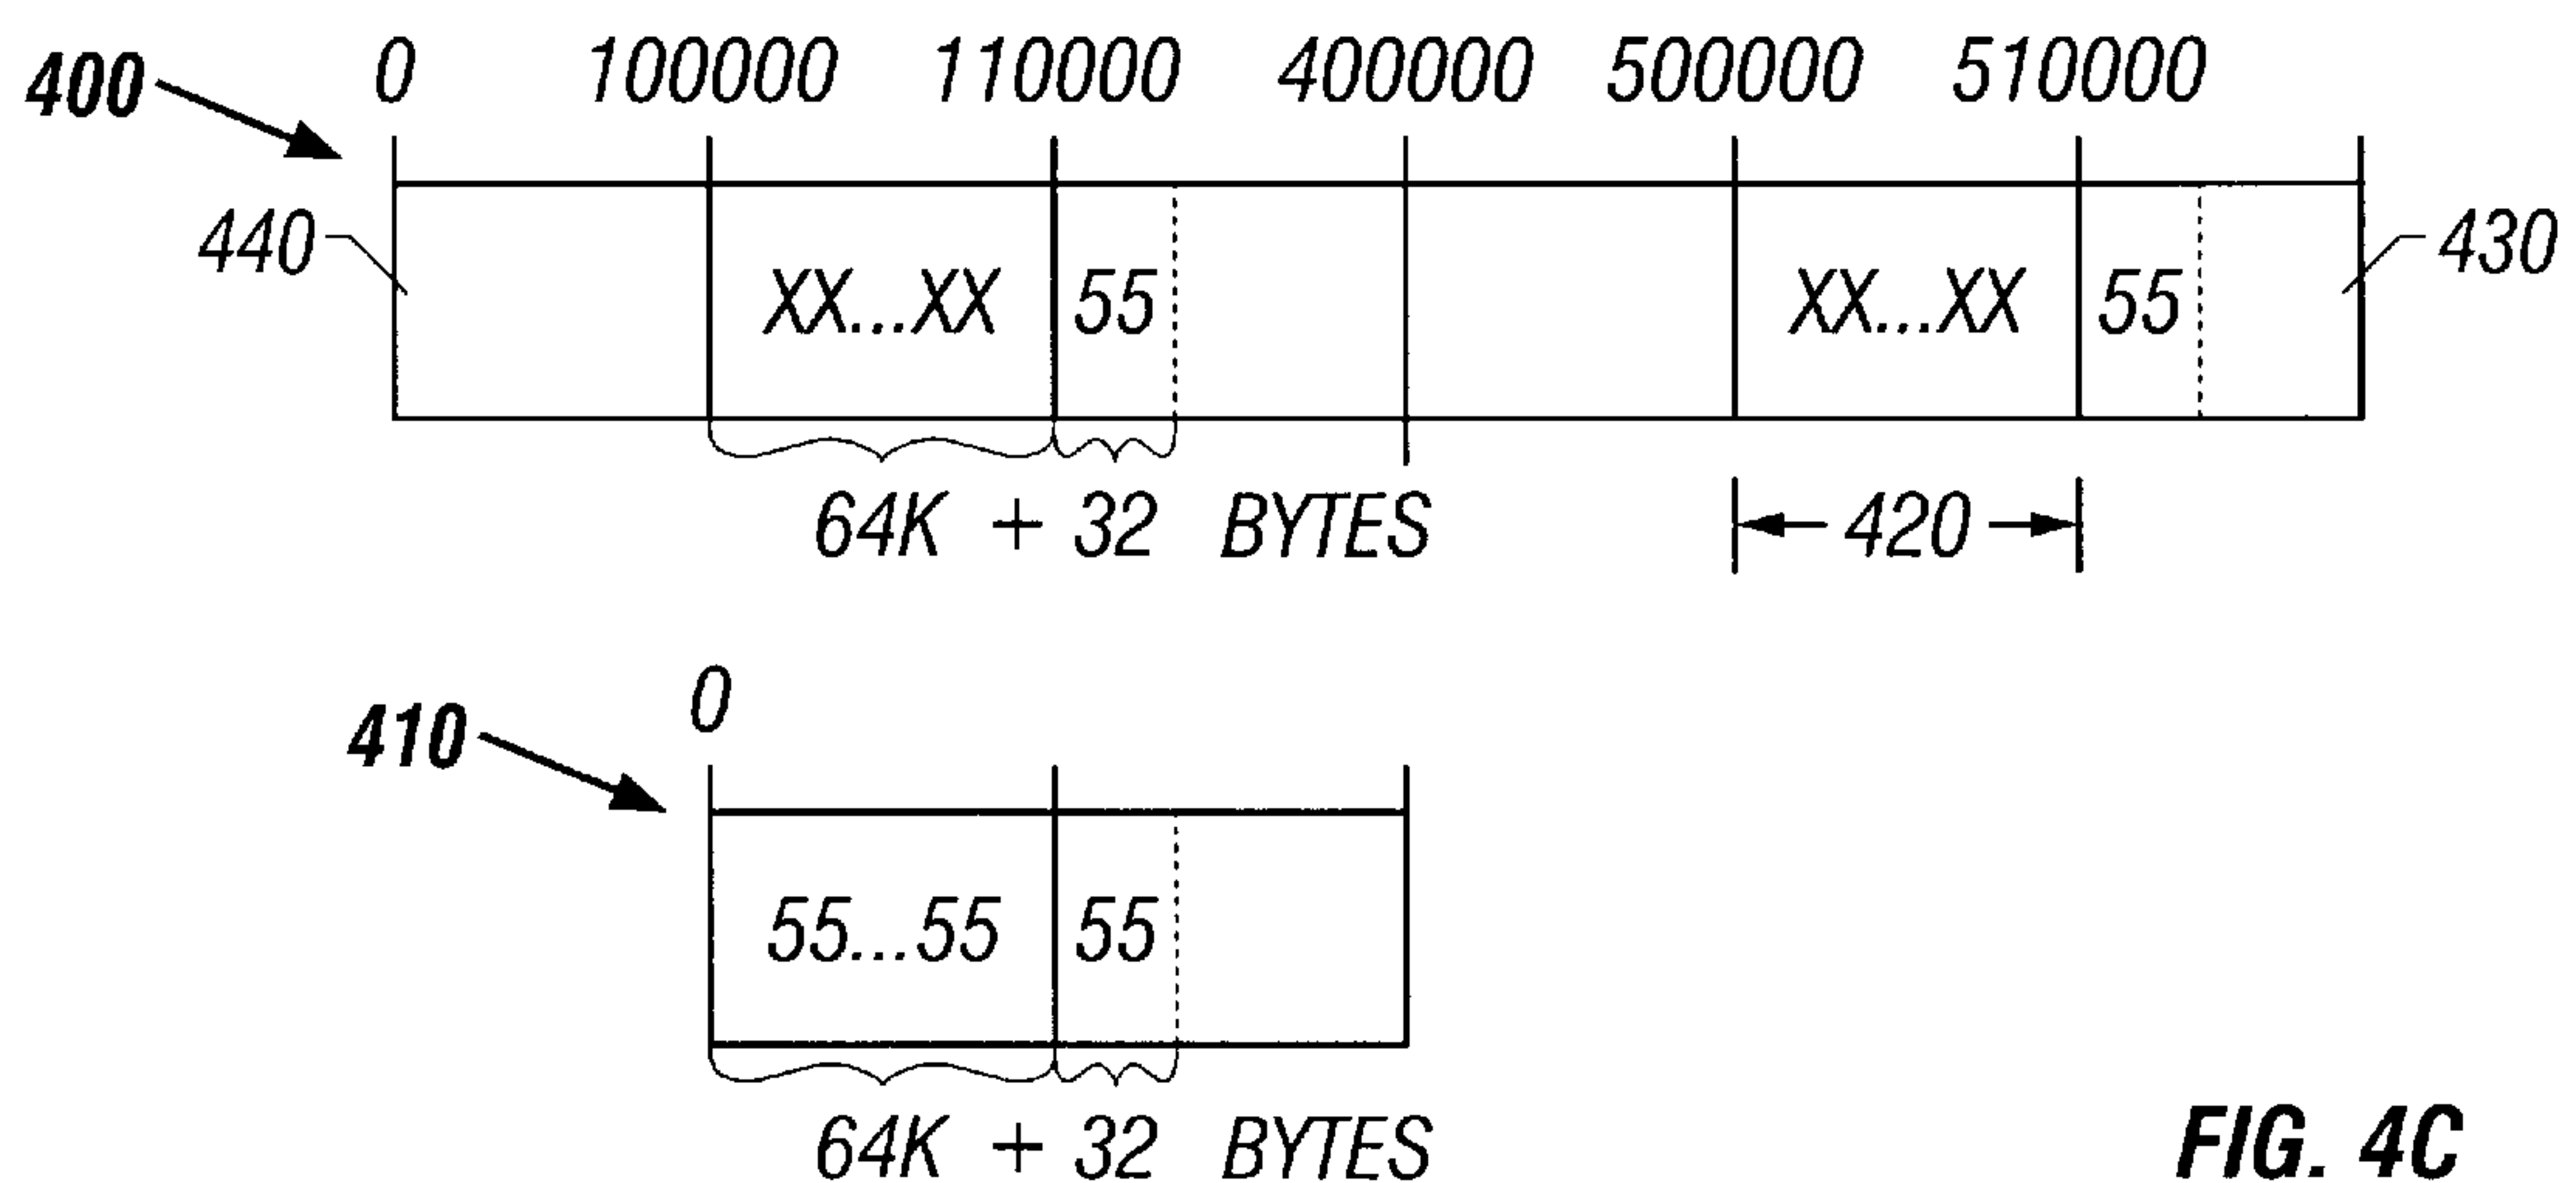 400 0 100000 110000 400000 500000 510000
440 XX...XX 55 XX...XX 55 430
64K + 32 BYTES 420
0
410
55...55 55
64K + 32 BYTES
FIG. 4C